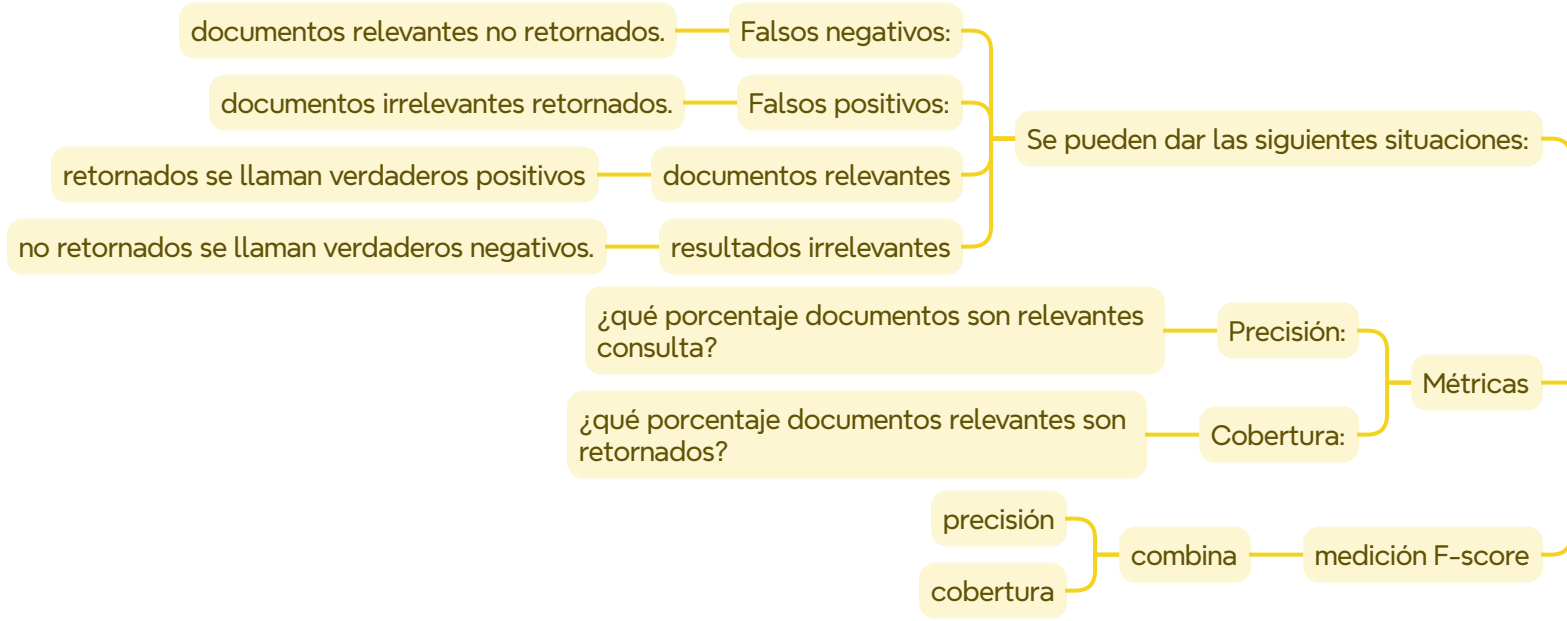 documentos relevantes no retornados.
Falsos negativos:
documentos irrelevantes retornados.
Falsos positivos:
Se pueden dar las siguientes situaciones:
retornados se llaman verdaderos positivos
documentos relevantes
no retornados se llaman verdaderos negativos.
resultados irrelevantes
¿qué porcentaje documentos son relevantes
consulta?
Precisión:
Métricas
¿qué porcentaje documentos relevantes son
retornados?
Cobertura:
precisión
combina
medición F-score
cobertura